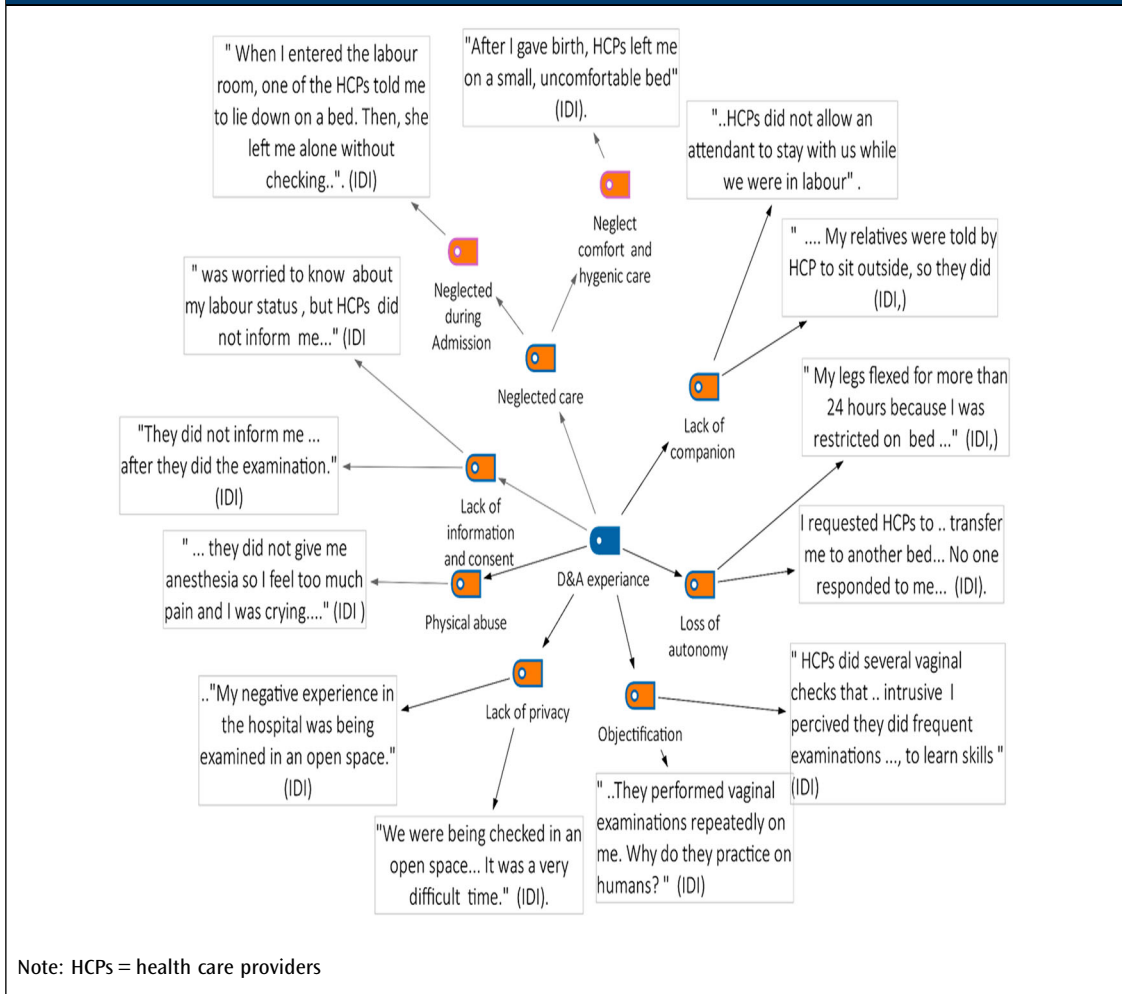 " When I entered the labour
room, one of the HCPs told me
to lie down on a bed. Then, she
left me alone without
checking..". (IDI)
"After I gave birth, HCPs left me
on a small, uncomfortable bed"
(IDI).
"..HCPs did not allow an
attendant to stay with us while
we were in labour" .
Neglect
comfort and
hygenic care
" .... My relatives were told by
HCP to sit outside, so they did
(IDI,)
" was worried to know about
my labour status , but HCPs did
not inform me..." (IDI
Neglected
during
Admission
Neglected care
Lack of
companion
" My legs flexed for more than
24 hours because I was
restricted on bed ..." (IDI,)
"They did not inform me ...
after they did the examination."
(IDI)
Lack of
information
and consent
" ... they did not give me
anesthesia so I feel too much
pain and I was crying...." (IDI )
Physical abuse
D&A experiance
Loss of
autonomy
I requested HCPs to .. transfer
me to another bed... No one
responded to me... (IDI).
.."My negative experience in
the hospital was being
examined in an open space."
(IDI)
Lack of privacy
Objectification
" HCPs did several vaginal
checks that .. intrusive I
percived they did frequent
examinations ..., to learn skills "
(IDI)
"We were being checked in an
open space... It was a very
difficult time." (IDI).
" ..They performed vaginal
examinations repeatedly on
me. Why do they practice on
humans? " (IDI)
Note: HCPs = health care providers